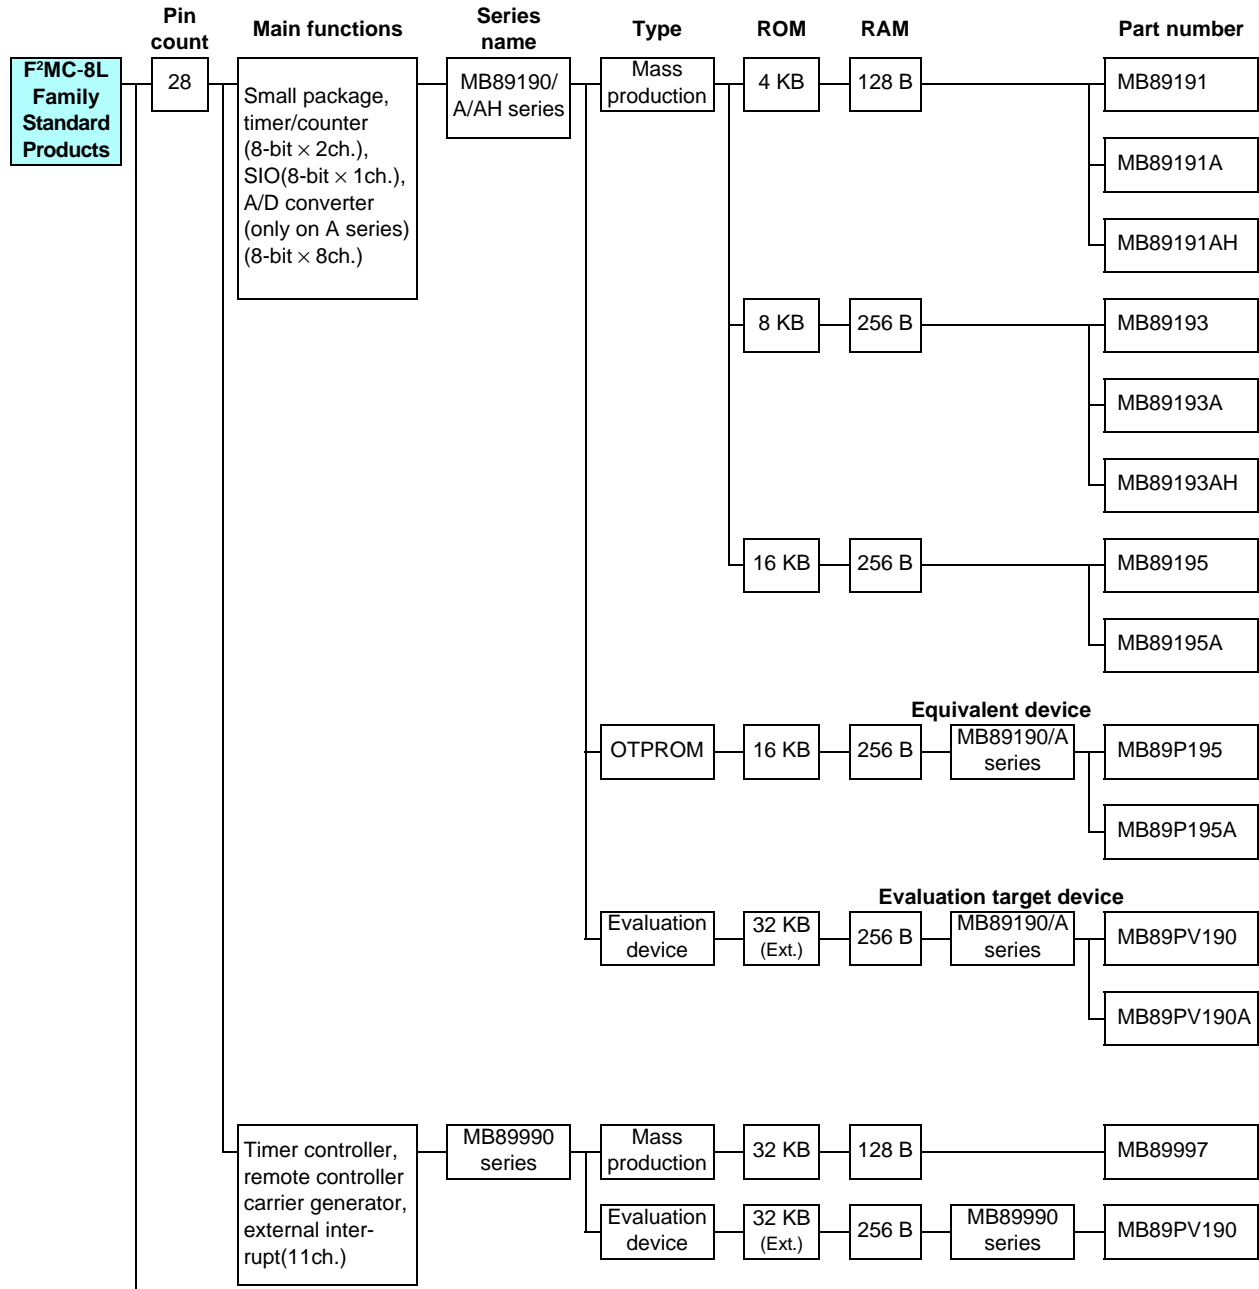 Pin count
Main functions
Series name
Type
ROM
RAM
Part number
F²MC-8L
Family
Standard
Products
28
Small package,
timer/counter
(8-bit × 2ch.),
SIO(8-bit × 1ch.),
A/D converter
(only on A series)
(8-bit × 8ch.)
MB89190/
A/AH series
Mass
production
4 KB
128 B
MB89191
MB89191A
MB89191AH
8 KB
256 B
MB89193
MB89193A
MB89193AH
16 KB
256 B
MB89195
MB89195A
Equivalent device
OTPROM
16 KB
256 B
MB89190/A
series
MB89P195
MB89P195A
Evaluation target device
Evaluation
device
32 KB
(Ext.)
256 B
MB89190/A
series
MB89PV190
MB89PV190A
Timer controller,
remote controller
carrier generator,
external inter-
rupt(11ch.)
MB89990
series
Mass
production
32 KB
128 B
MB89997
Evaluation
device
32 KB
(Ext.)
256 B
MB89990
series
MB89PV190